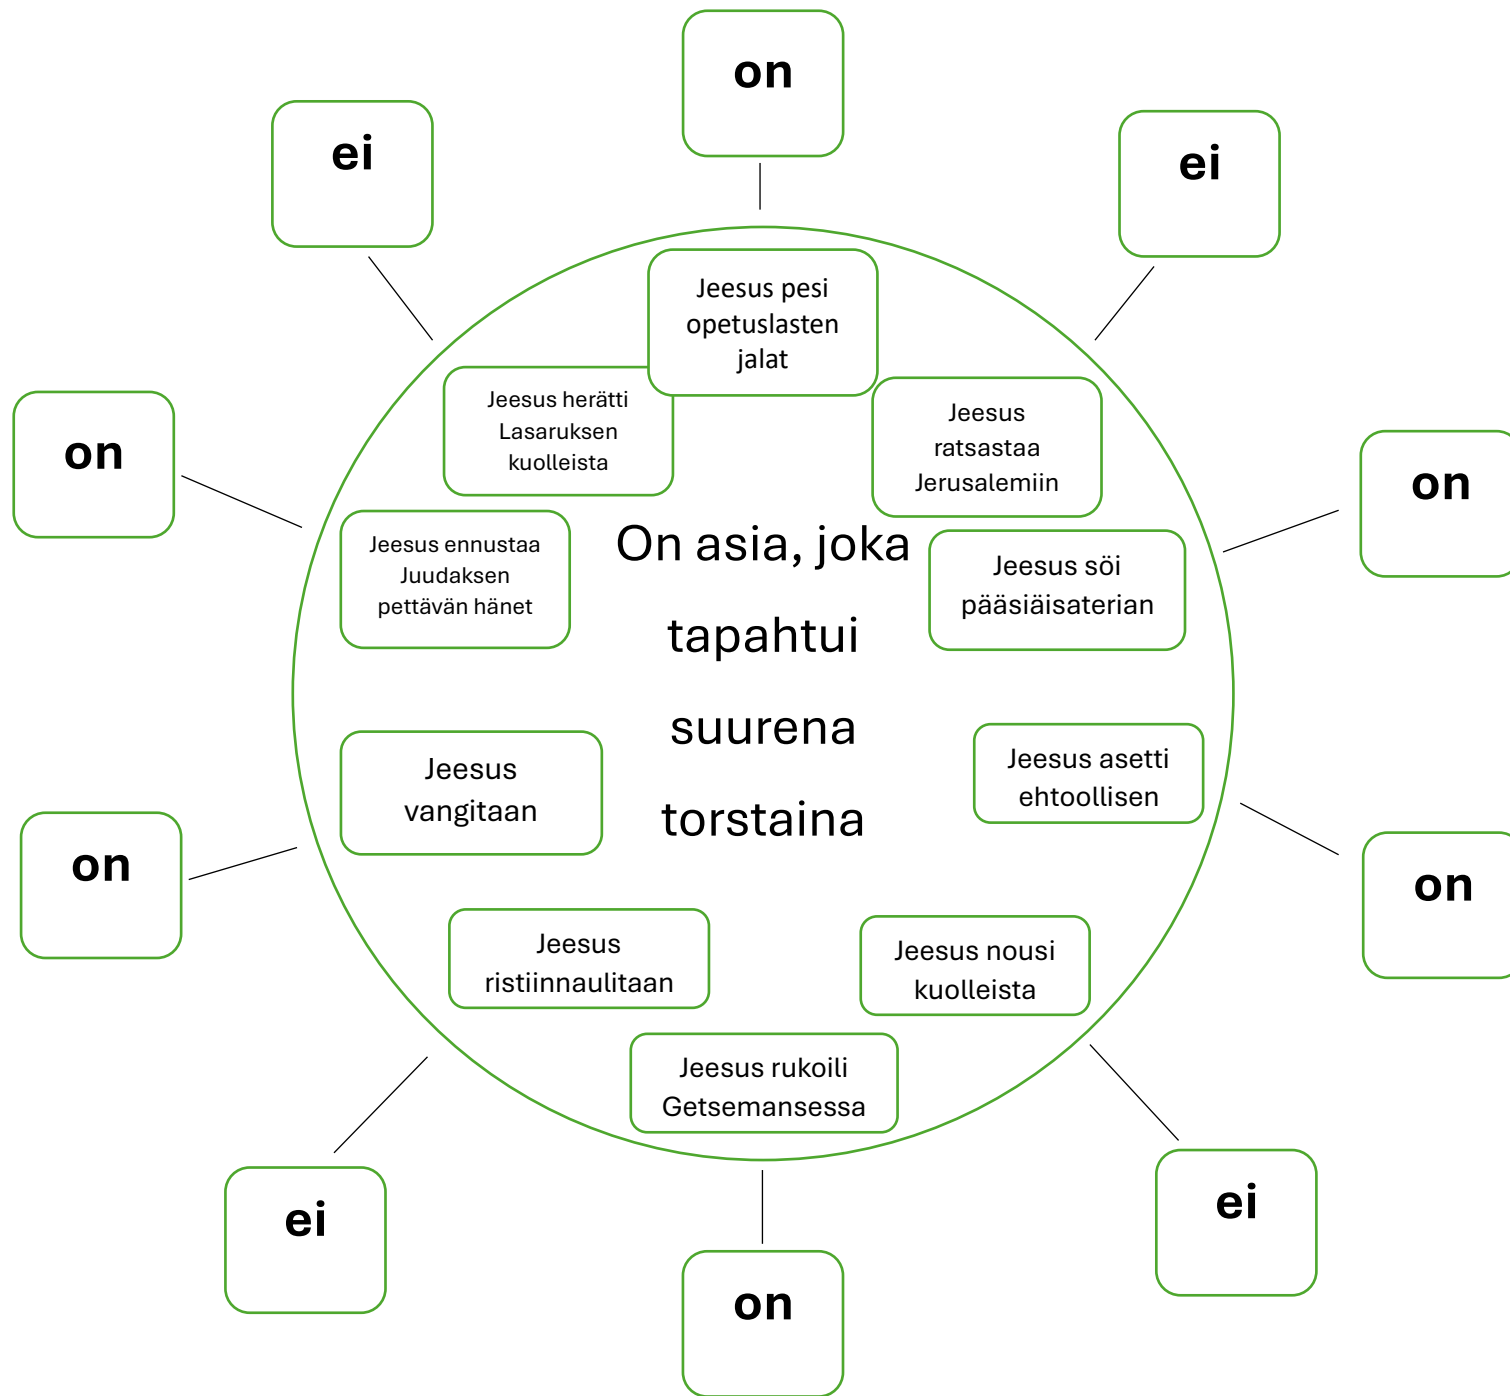 on
ei
ei
Jeesus pesi
opetuslasten
jalat
Jeesus herätti
Lasaruksen
kuolleista
Jeesus
ratsastaa
Jerusalemiin
on
on
Jeesus ennustaa
Juudaksen
pettävän hänet
On asia, joka
tapahtui
suurena
torstaina
Jeesus söi
pääsiäisaterian
Jeesus
vangitaan
Jeesus asetti
ehtoollisen
on
on
Jeesus
ristiinnaulitaan
Jeesus nousi
kuolleista
Jeesus rukoili
Getsemansessa
ei
ei
on